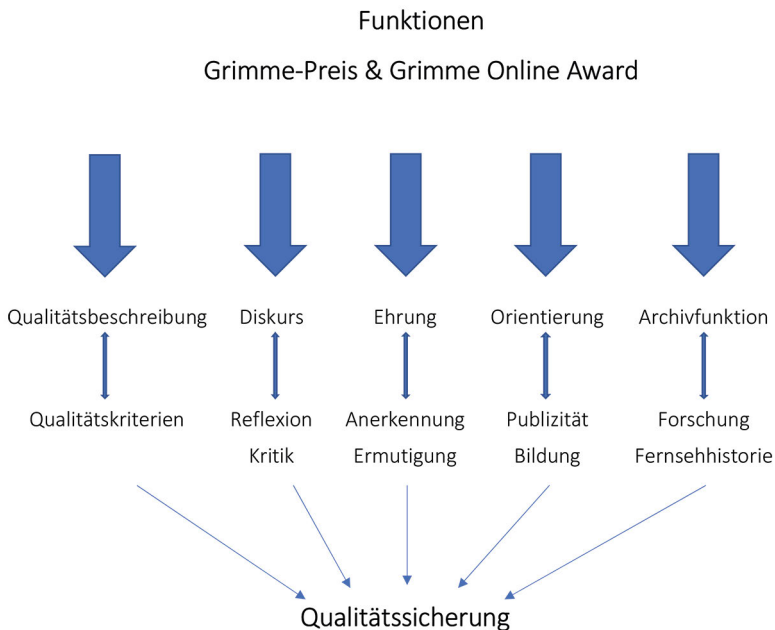 Funktionen
Grimme-Preis & Grimme Online Award
Qualitätsbeschreibung Diskurs Ehrung Orientierung Archivfunktion
Qualitätskriterien Reflexion Anerkennung Publizität Forschung
Kritik Ermutigung Bildung Fernsehhistorie
Qualitätssicherung